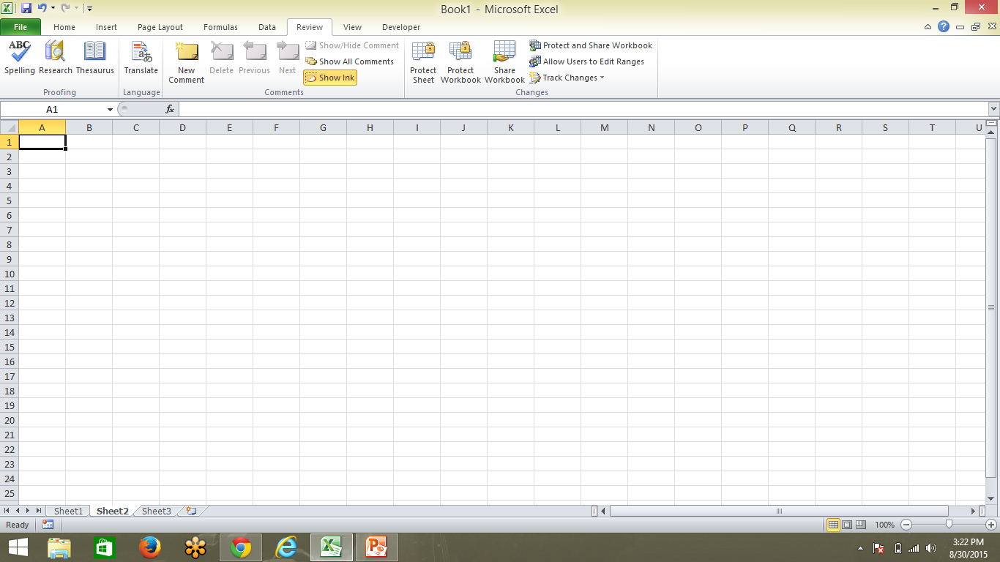 Book1 - Microsoft Excel
File Home Insert Page Layout Formulas Data Review View Developer
ABC
Spelling Research Thesaurus
Proofing
Translate
Language
New Comment Delete Previous Next
Show/Hide Comment
Show All Comments
Show Ink
Comments
Protect Sheet Protect Workbook Share Workbook
Protect and Share Workbook
Allow Users to Edit Ranges
Track Changes
Changes
A1 fx
A B C D E F G H I J K L M N O P Q R S T U
1
2
3
4
5
6
7
8
9
10
11
12
13
14
15
16
17
18
19
20
21
22
23
24
25
Sheet1 Sheet2 Sheet3
Ready 100%
3:22 PM
8/30/2015